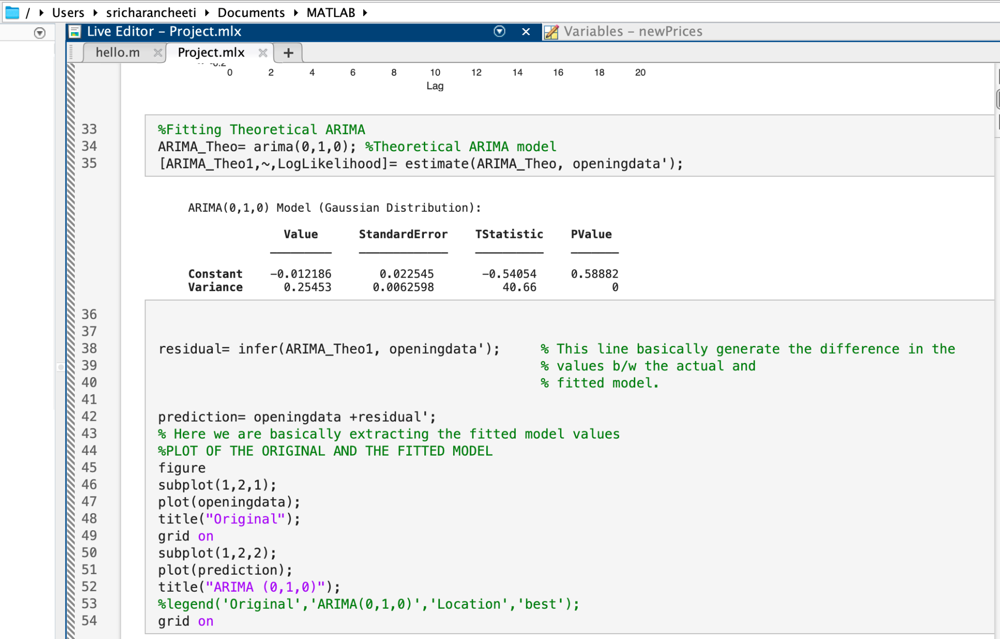 / Users sricharancheeti Documents MATLAB
Live Editor – Project.mlx
Variables – newPrices
hello.m Project.mlx +
-0.2
0 2 4 6 8 10 12 14 16 18 20
Lag
33 %Fitting Theoretical ARIMA
34 ARIMA_Theo= arima(0,1,0); %Theoretical ARIMA model
35 [ARIMA_Theo1,~,LogLikelihood]= estimate(ARIMA_Theo, openingdata');
ARIMA(0,1,0) Model (Gaussian Distribution):
Value StandardError TStatistic PValue
Constant -0.012186 0.022545 -0.54054 0.58882
Variance 0.25453 0.0062598 40.66 0
36
37
38 residual= infer(ARIMA_Theo1, openingdata'); % This line basically generate the difference in the
39 % values b/w the actual and
40 % fitted model.
41
42 prediction= openingdata +residual';
43 % Here we are basically extracting the fitted model values
44 %PLOT OF THE ORIGINAL AND THE FITTED MODEL
45 figure
46 subplot(1,2,1);
47 plot(openingdata);
48 title("Original");
49 grid on
50 subplot(1,2,2);
51 plot(prediction);
52 title("ARIMA (0,1,0)");
53 %legend('Original','ARIMA(0,1,0)','Location','best');
54 grid on